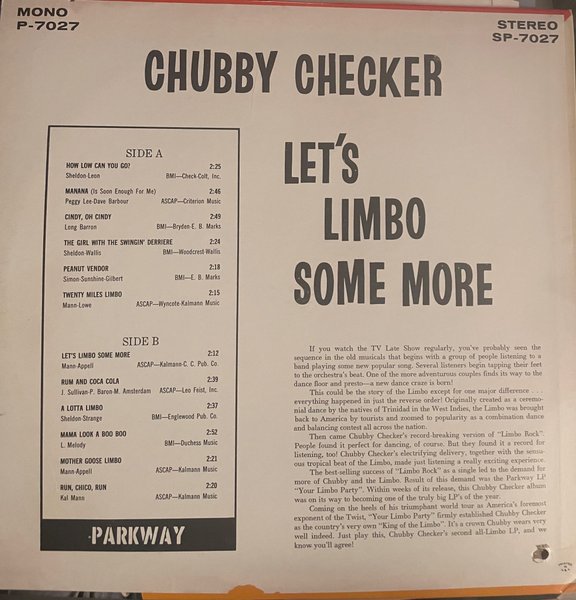 MONO
P-7027
STEREO
SP-7027
CHUBBY CHECKER
LET'S
LIMBO
SOME MORE
SIDE A
HOW LOW CAN YOU GO? 2:25
Sheldon-Leon BMI—Check-Colt, Inc.
MANANA (Is Soon Enough For Me) 2:46
Peggy Lee-Dave Barbour ASCAP—Criterion Music
CINDY, OH CINDY 2:49
Long Barron BMI—Bryden-E. B. Marks
THE GIRL WITH THE SWINGIN' DERRIERE 2:24
Sheldon-Wallis BMI—Woodcrest-Wallis
PEANUT VENDOR 2:18
Simon-Sunshine-Gilbert BMI—E. B. Marks
TWENTY MILES LIMBO 2:15
Mann-Lowe ASCAP—Wyncote-Kalmann Music
SIDE B
LET'S LIMBO SOME MORE 2:12
Mann-Appell ASCAP—Kalmann-C. C. Pub. Co.
RUM AND COCA COLA 2:39
J. Sullivan-P. Baron-M. Amsterdam ASCAP—Leo Feist, Inc.
A LOTTA LIMBO 2:37
Sheldon-Strange BMI—Englewood Pub. Co.
MAMA LOOK A BOO BOO 2:52
L. Melody BMI—Duchess Music
MOTHER GOOSE LIMBO 2:21
Mann-Appell ASCAP—Kalmann Music
RUN, CHICO, RUN 2:20
Kal Mann ASCAP—Kalmann Music
PARKWAY
If you watch the TV Late Show regularly, you've probably seen the
sequence in the old musicals that begins with a group of people listening to a
band playing some new popular song. Several listeners begin tapping their feet
to the orchestra's beat. One of the more adventurous couples finds its way to the
dance floor and presto—a new dance craze is born!
This could be the story of the Limbo except for one major difference . . .
everything happened in just the reverse order! Originally created as a ceremo-
nial dance by the natives of Trinidad in the West Indies, the Limbo was brought
back to America by tourists and zoomed to popularity as a combination dance
and balancing contest all across the nation.
Then came Chubby Checker's record-breaking version of "Limbo Rock".
People found it perfect for dancing, of course. But they found it a record for
listening, too! Chubby Checker's electrifying delivery, together with the sensu-
ous tropical beat of the Limbo, made just listening a really exciting experience.
The best-selling success of "Limbo Rock" as a single led to the demand for
more of Chubby and the Limbo. Result of this demand was the Parkway LP
"Your Limbo Party". Within weeks of its release, this Chubby Checker album
was on its way to becoming one of the truly big LP's of the year.
Coming on the heels of his triumphant world tour as America's foremost
exponent of the Twist, "Your Limbo Party" firmly established Chubby Checker
as the country's very own "King of the Limbo". It's a crown Chubby wears very
well indeed. Just play this, Chubby Checker's second all-Limbo LP, and we
know you'll agree!